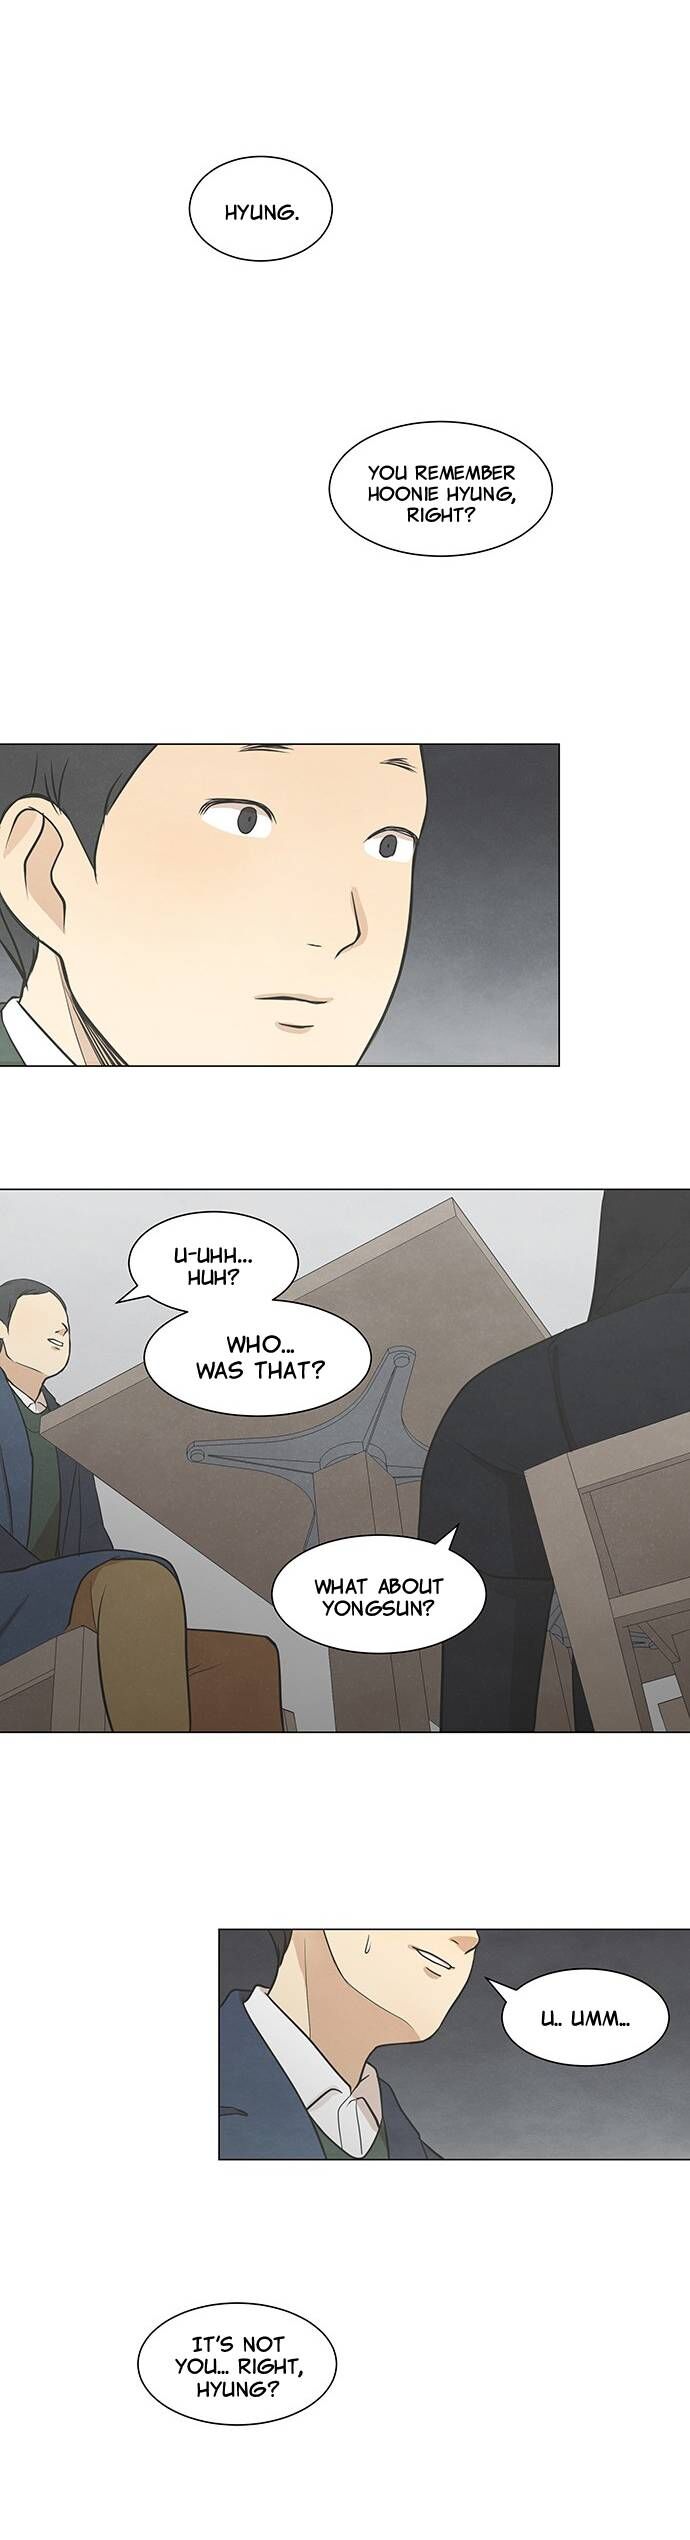 HYUNG.
YOU REMEMBER
HOONIE HYUNG,
RIGHT?
U-UHH...
HUH?
WHO...
WAS THAT?
WHAT ABOUT
YONGSUN?
U.. UMM...
IT'S NOT
YOU... RIGHT,
HYUNG?